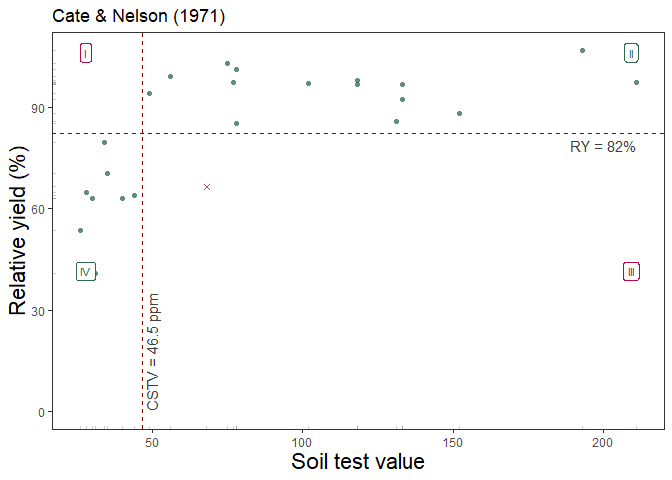 Cate & Nelson (1971)
I
II
90
RY = 82%
Relative yield (%)
60
IV
III
30
CSTV = 46.5 ppm
0
50
100
150
200
Soil test value